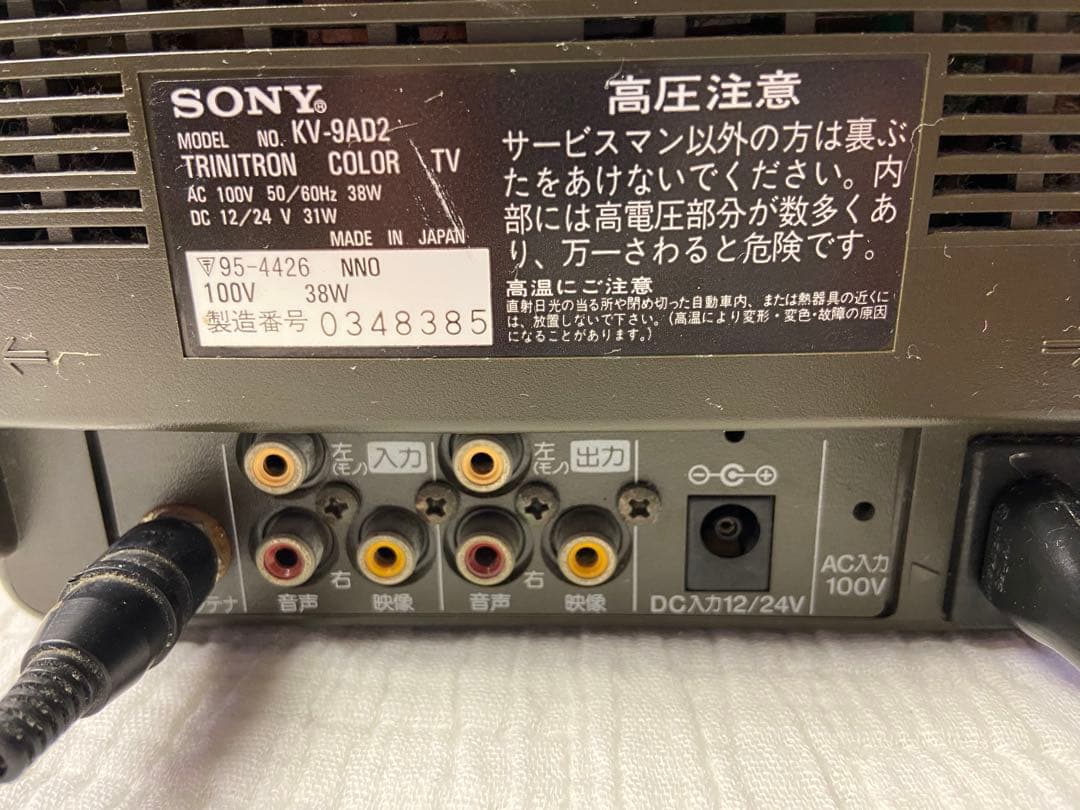 SONY®
MODEL NO. KV-9AD2
TRINITRON COLOR TV
AC 100V 50/60Hz 38W
DC 12/24 V 31W
MADE IN JAPAN
95-4426 NNO
100V 38W
製造番号 0348385
高圧注意
サービスマン以外の方は裏ぶ
たをあけないでください。内
部には高電圧部分が数多くあ
り、万一さわると危険です。
高温にご注意
直射日光の当る所や閉め切った自動車内、または熱器具の近くに
は、放置しないで下さい。(高温により変形・変色・故障の原因
になることがあります。)
左(モノ) 入力
左(モノ) 出力
右
右
テナ
音声 映像
音声 映像
DC入力12/24V
AC入力
100V